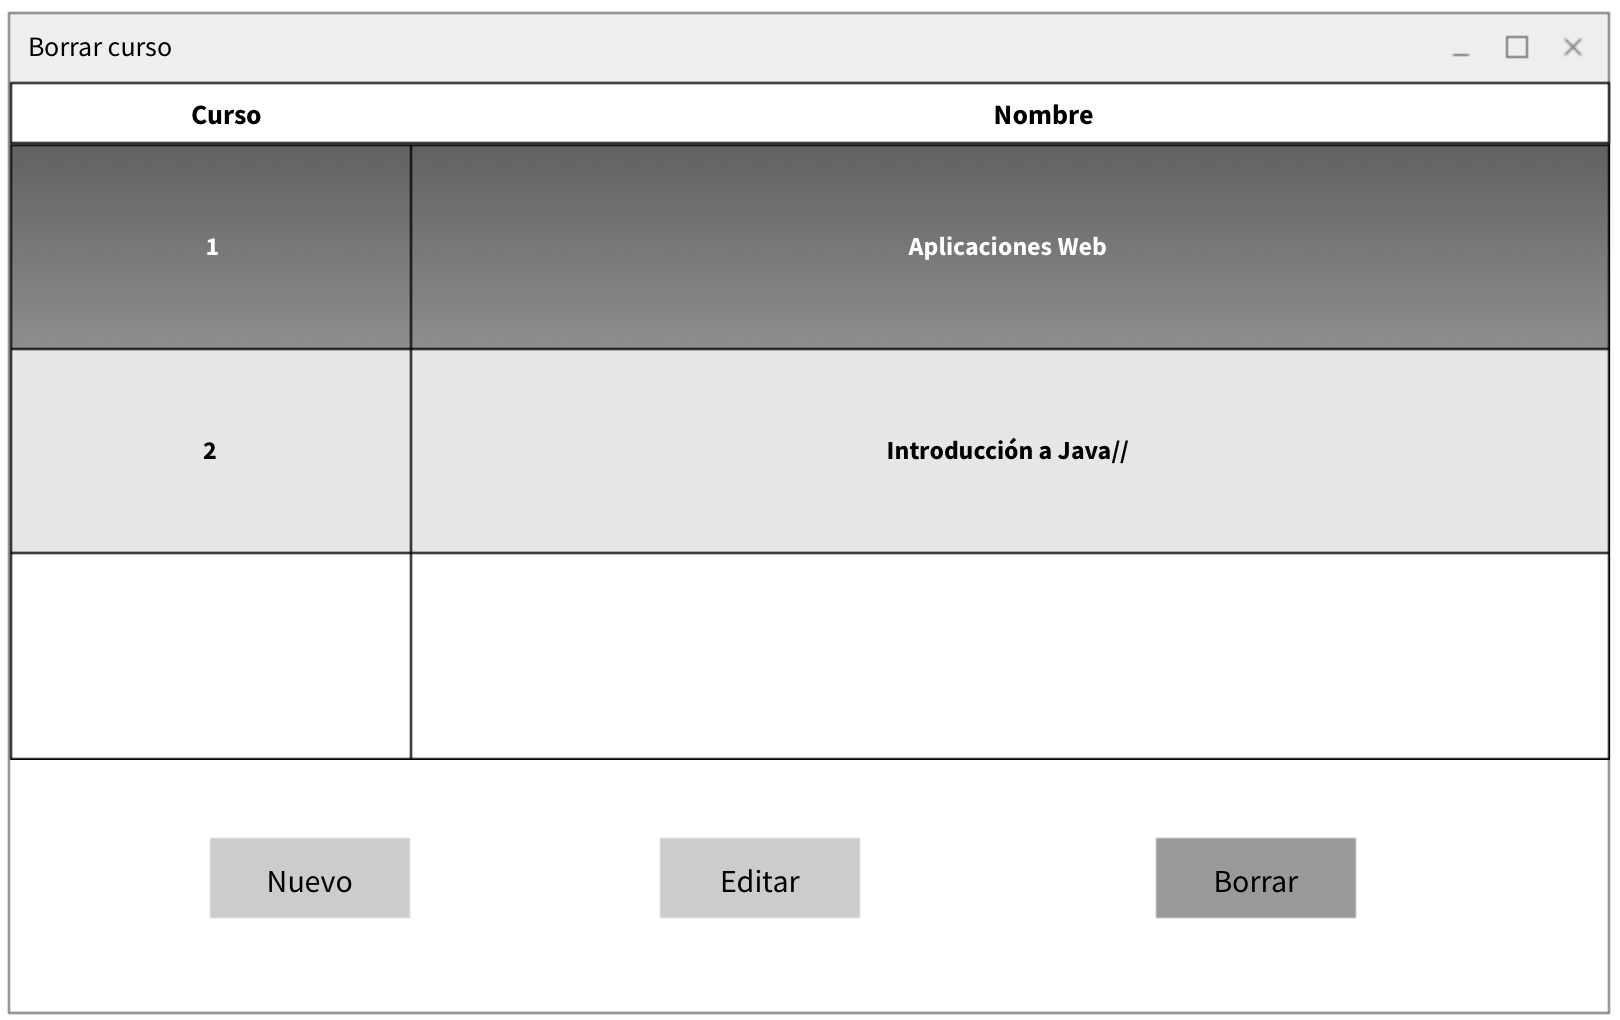 Borrar curso
Curso Nombre
1 Aplicaciones Web
2 Introducción a Java//
Nuevo Editar Borrar